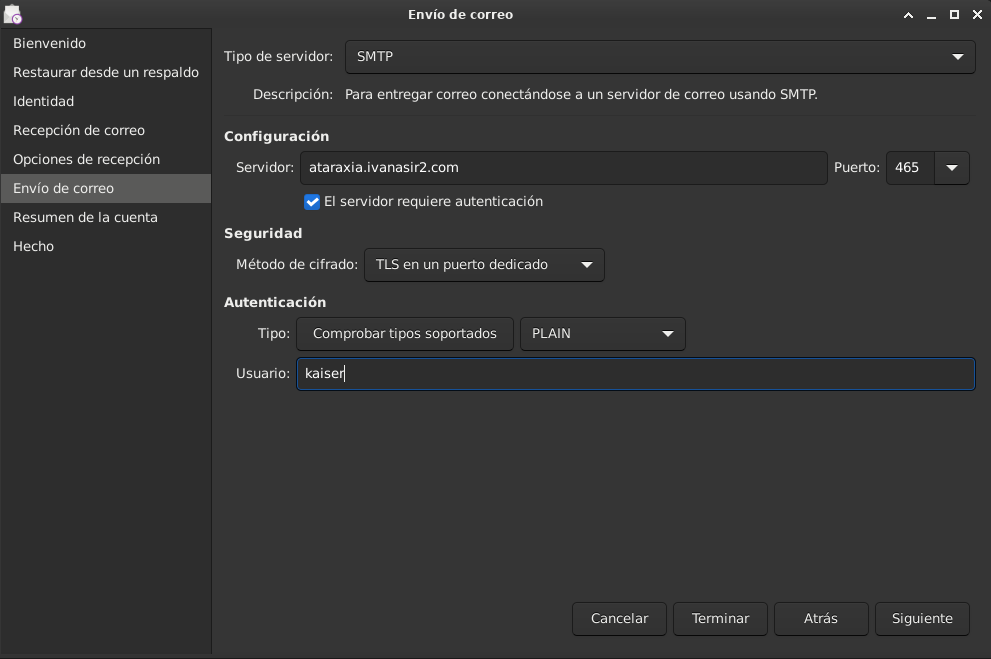 Envío de correo
Bienvenido
Restaurar desde un respaldo
Identidad
Recepción de correo
Opciones de recepción
Envío de correo
Resumen de la cuenta
Hecho
Tipo de servidor: SMTP
Descripción: Para entregar correo conectándose a un servidor de correo usando SMTP.
Configuración
Servidor: ataraxia.ivanasir2.com Puerto: 465
El servidor requiere autenticación
Seguridad
Método de cifrado: TLS en un puerto dedicado
Autenticación
Tipo: Comprobar tipos soportados PLAIN
Usuario: kaiser
Cancelar Terminar Atrás Siguiente